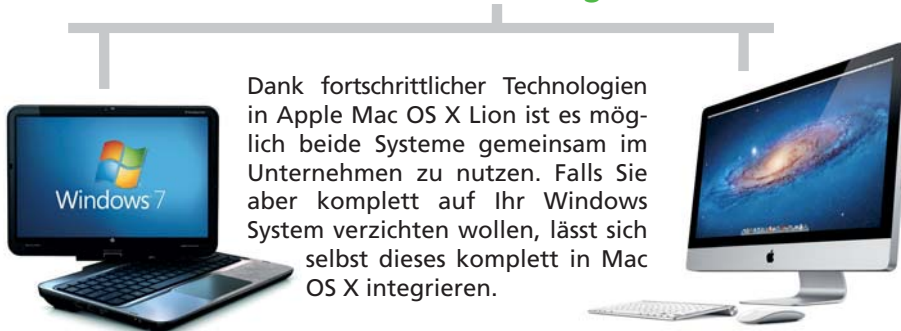 Dank fortschrittlicher Technologien
in Apple Mac OS X Lion ist es mög-
lich beide Systeme gemeinsam im
Unternehmen zu nutzen. Falls Sie
aber komplett auf Ihr Windows
System verzichten wollen, lässt sich
selbst dieses komplett in Mac
OS X integrieren.
Windows 7